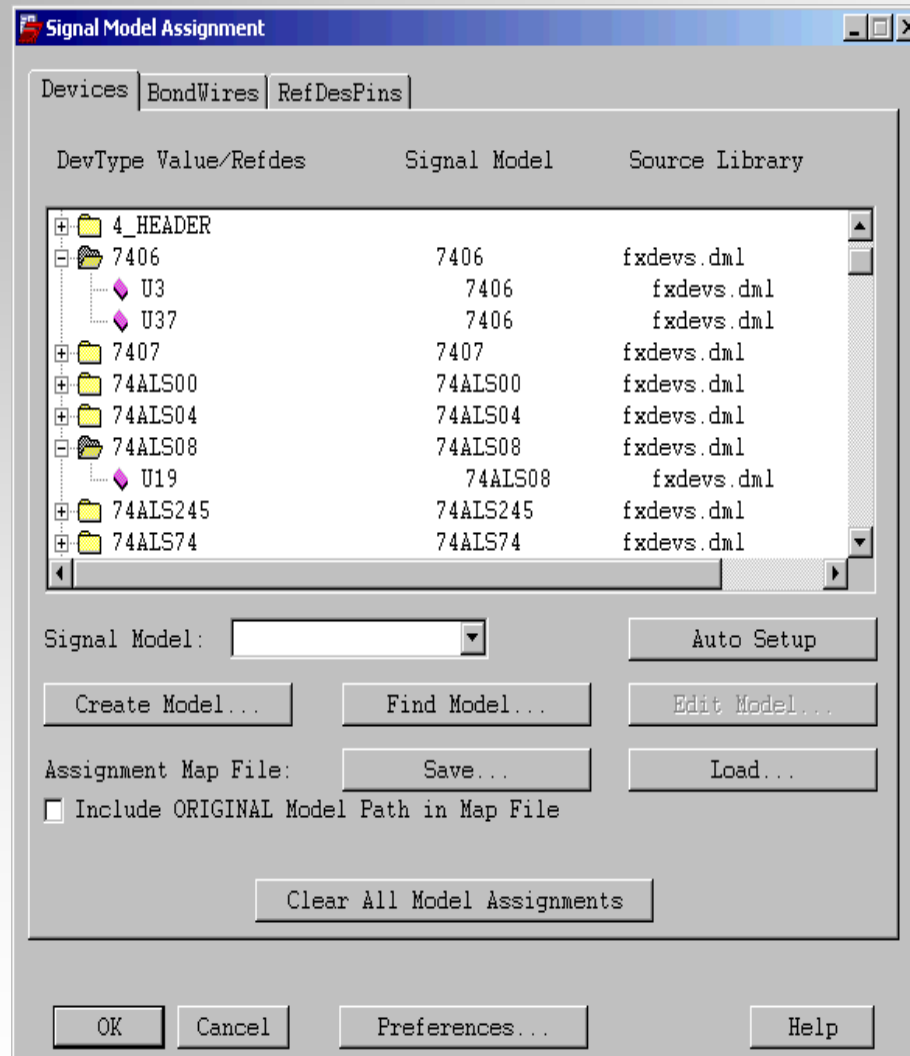 Signal Model Assignment
Devices BondWires RefDesPins
DevType Value/Refdes Signal Model Source Library
4_HEADER
7406 7406 fxdevs.dml
U3 7406 fxdevs.dml
U37 7406 fxdevs.dml
7407 7407 fxdevs.dml
74ALS00 74ALS00 fxdevs.dml
74ALS04 74ALS04 fxdevs.dml
74ALS08 74ALS08 fxdevs.dml
U19 74ALS08 fxdevs.dml
74ALS245 74ALS245 fxdevs.dml
74ALS74 74ALS74 fxdevs.dml
Signal Model: Auto Setup
Create Model... Find Model... Edit Model...
Assignment Map File: Save... Load...
Include ORIGINAL Model Path in Map File
Clear All Model Assignments
OK Cancel Preferences... Help